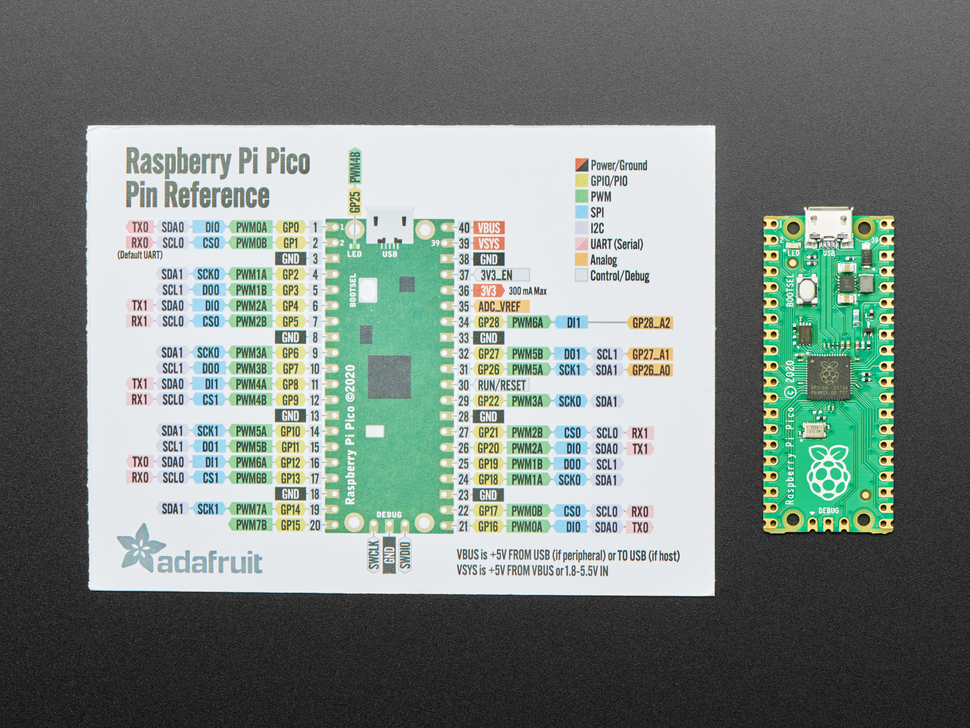 Raspberry Pi Pico
Pin Reference
GP25 PWM4B
Power/Ground
GPIO/PIO
PWM
SPI
I2C
UART (Serial)
Analog
Control/Debug
TX0 SDA0 DI0 PWM0A GP0 1
RX0 SCL0 CS0 PWM0B GP1 2
(Default UART)
GND 3
SDA1 SCK0 PWM1A GP2 4
SCL1 DO0 PWM1B GP3 5
TX1 SDA0 DI0 PWM2A GP4 6
RX1 SCL0 CS0 PWM2B GP5 7
GND 8
SDA1 SCK0 PWM3A GP6 9
SCL1 DO0 PWM3B GP7 10
TX1 SDA0 DI1 PWM4A GP8 11
RX1 SCL0 CS1 PWM4B GP9 12
GND 13
SDA1 SCK1 PWM5A GP10 14
SCL1 DO1 PWM5B GP11 15
TX0 SDA0 DI1 PWM6A GP12 16
RX0 SCL0 CS1 PWM6B GP13 17
GND 18
SDA1 SCK1 PWM7A GP14 19
PWM7B GP15 20
1
2
39
LED
USB
BOOTSEL
Raspberry Pi Pico ©2020
DEBUG
SWCLK
GND
SWDIO
40 VBUS
39 VSYS
38 GND
37 3V3_EN
36 3V3 300 mA Max
35 ADC_VREF
34 GP28 PWM6A DI1 GP28_A2
33 GND
32 GP27 PWM5B DO1 SCL1 GP27_A1
31 GP26 PWM5A SCK1 SDA1 GP26_A0
30 RUN/RESET
29 GP22 PWM3A SCK0 SDA1
28 GND
27 GP21 PWM2B CS0 SCL0 RX1
26 GP20 PWM2A DI0 SDA0 TX1
25 GP19 PWM1B DO0 SCL1
24 GP18 PWM1A SCK0 SDA1
23 GND
22 GP17 PWM0B CS0 SCL0 RX0
21 GP16 PWM0A DI0 SDA0 TX0
adafruit
VBUS is +5V FROM USB (if peripheral) or TO USB (if host)
VSYS is +5V FROM VBUS or 1.8-5.5V IN
2
39
LED
USB
BOOTSEL
Raspberry Pi Pico © 2020
DEBUG